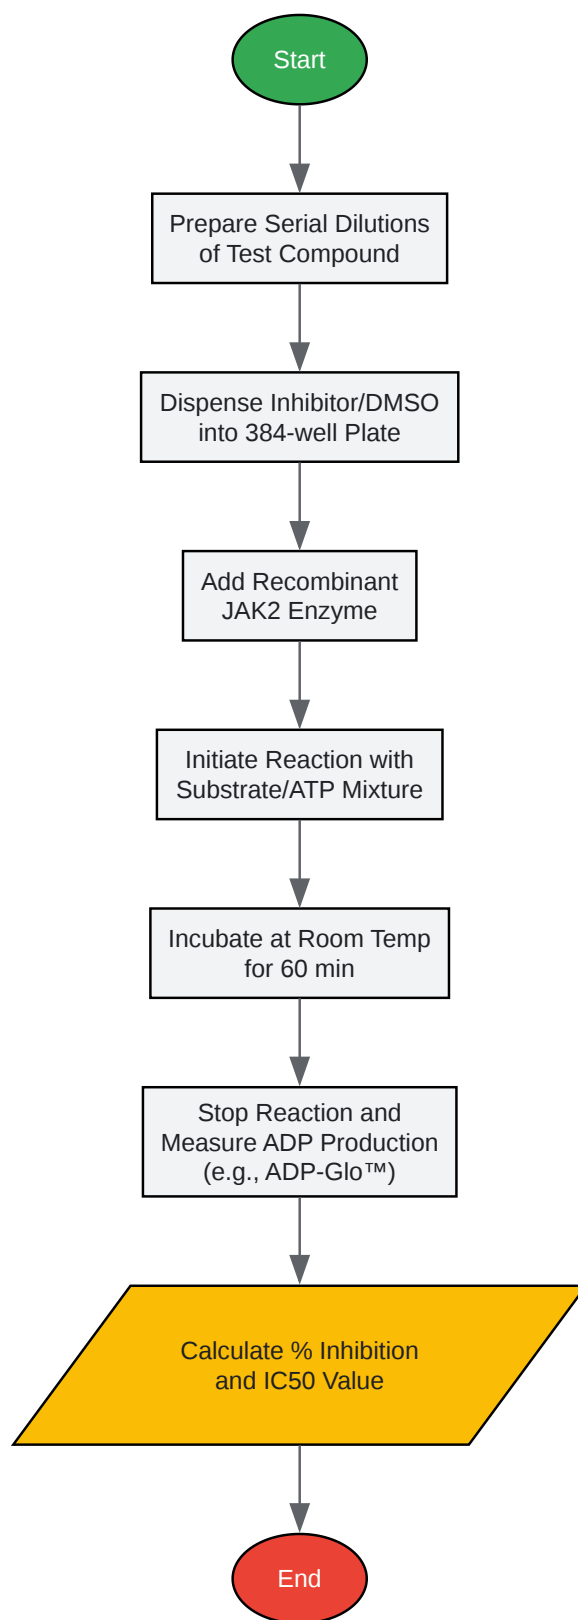 Start
Prepare Serial Dilutions
of Test Compound
Dispense Inhibitor/DMSO
into 384-well Plate
Add Recombinant
JAK2 Enzyme
Initiate Reaction with
Substrate/ATP Mixture
Incubate at Room Temp
for 60 min
Stop Reaction and
Measure ADP Production
(e.g., ADP-Glo™)
Calculate % Inhibition
and IC50 Value
End